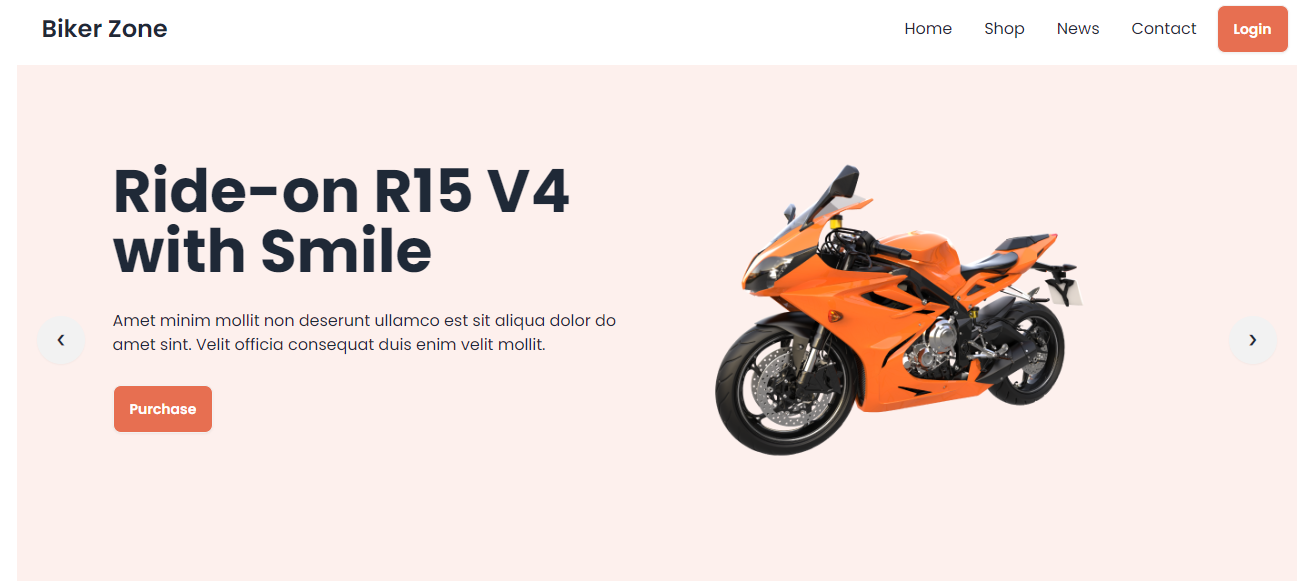 Biker Zone
Home Shop News Contact Login
Ride-on R15 V4
with Smile
Amet minim mollit non deserunt ullamco est sit aliqua dolor do
amet sint. Velit officia consequat duis enim velit mollit.
Purchase